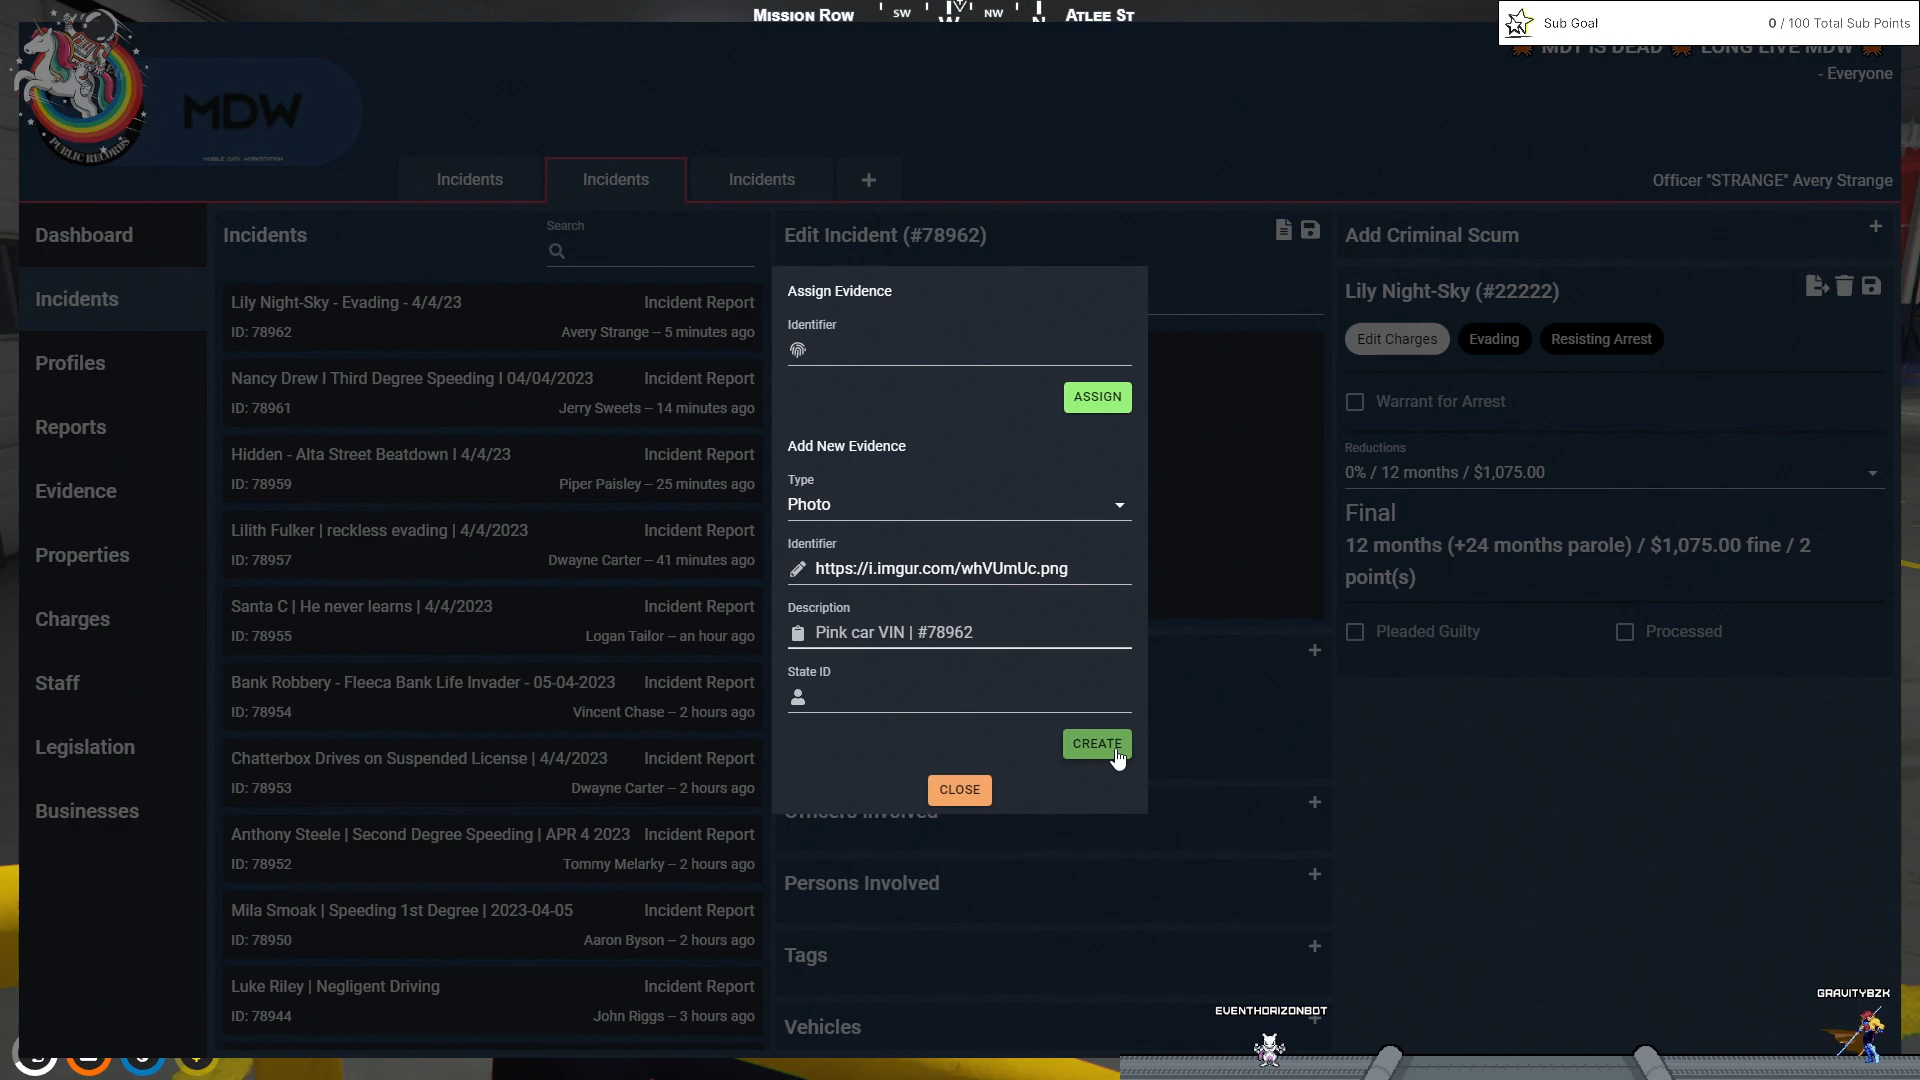 MISSION ROW
SW
W
NW
N
ATLEE ST
Sub Goal
0 / 100 Total Sub Points
MDT IS DEAD
LONG LIVE MDW
- Everyone
PUBLIC RECORDS
MDW
MOBILE DATA WORKSTATION
Incidents
Incidents
Incidents
+
Officer "STRANGE" Avery Strange
Dashboard
Incidents
Profiles
Reports
Evidence
Properties
Charges
Staff
Legislation
Businesses
Incidents
Search
Lily Night-Sky - Evading - 4/4/23
Incident Report
ID: 78962
Avery Strange – 5 minutes ago
Nancy Drew I Third Degree Speeding I 04/04/2023
Incident Report
ID: 78961
Jerry Sweets – 14 minutes ago
Hidden - Alta Street Beatdown I 4/4/23
Incident Report
ID: 78959
Piper Paisley – 25 minutes ago
Lilith Fulker | reckless evading | 4/4/2023
Incident Report
ID: 78957
Dwayne Carter – 41 minutes ago
Santa C | He never learns | 4/4/2023
Incident Report
ID: 78955
Logan Tailor – an hour ago
Bank Robbery - Fleeca Bank Life Invader - 05-04-2023
Incident Report
ID: 78954
Vincent Chase – 2 hours ago
Chatterbox Drives on Suspended License | 4/4/2023
Incident Report
ID: 78953
Dwayne Carter – 2 hours ago
Anthony Steele | Second Degree Speeding | APR 4 2023
Incident Report
ID: 78952
Tommy Melarky – 2 hours ago
Mila Smoak | Speeding 1st Degree | 2023-04-05
Incident Report
ID: 78950
Aaron Byson – 2 hours ago
Luke Riley | Negligent Driving
Incident Report
ID: 78944
John Riggs – 3 hours ago
Edit Incident (#78962)
Assign Evidence
Identifier
ASSIGN
Add New Evidence
Type
Photo
Identifier
https://i.imgur.com/whVUmUc.png
Description
Pink car VIN | #78962
State ID
CREATE
CLOSE
Officers Involved
Persons Involved
Tags
Vehicles
Add Criminal Scum
Lily Night-Sky (#22222)
Edit Charges
Evading
Resisting Arrest
Warrant for Arrest
Reductions
0% / 12 months / $1,075.00
Final
12 months (+24 months parole) / $1,075.00 fine / 2
point(s)
Pleaded Guilty
Processed
EVENTHORIZONBOT
GRAVITYBZK